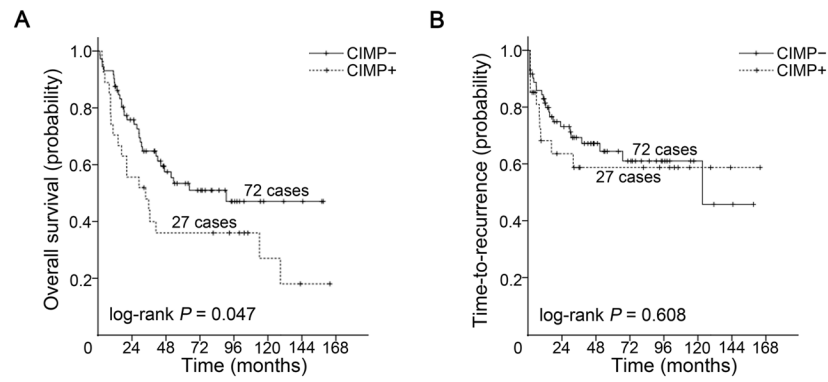 A
CIMP−
CIMP+
Overall survival (probability)
1.0
0.8
0.6
0.4
0.2
72 cases
27 cases
log-rank P = 0.047
0 24 48 72 96 120 144 168
Time (months)
B
CIMP−
CIMP+
Time-to-recurrence (probability)
1.0
0.8
0.6
0.4
0.2
72 cases
27 cases
log-rank P = 0.608
0 24 48 72 96 120 144 168
Time (months)